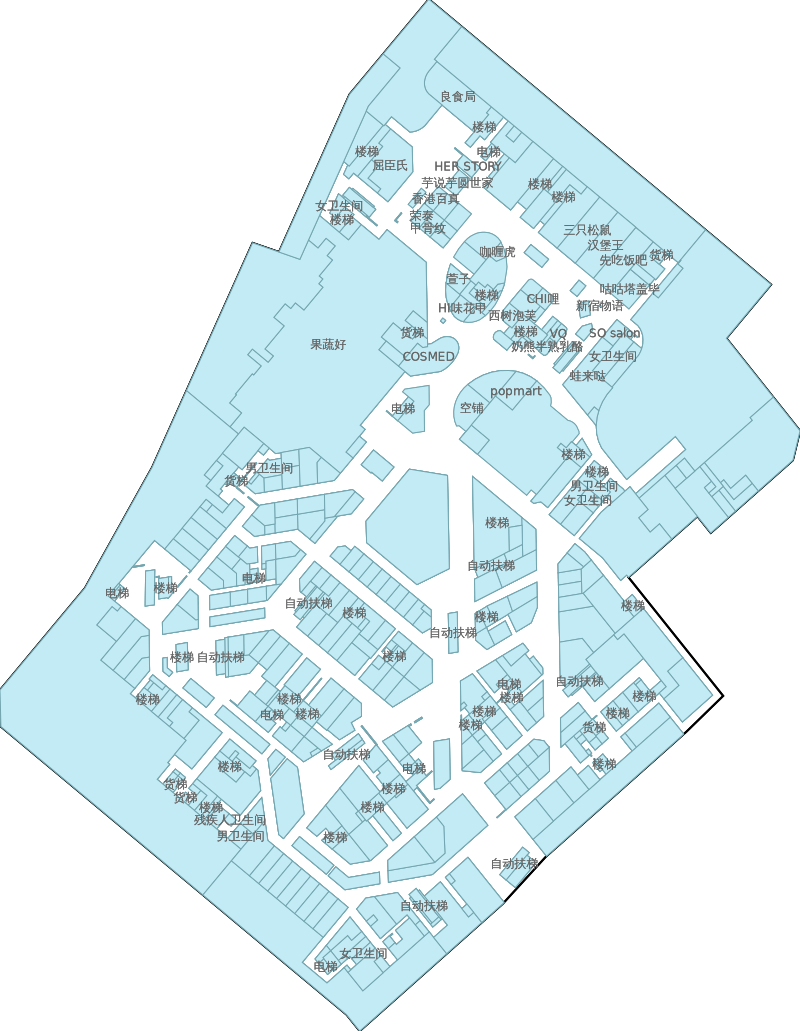 良食局
楼梯
电梯
楼梯
屈臣氏
HER STORY
芋说芋圆世家
楼梯
楼梯
香港百真
女卫生间
楼梯
荣泰
甲骨纹
三只松鼠
汉堡王
咖喱虎
货梯
先吃饭吧
萱子
咕咕塔盖毕
楼梯
CHI哩
新宿物语
HI味花甲
西树泡芙
货梯
楼梯
VQ
SO salon
果蔬好
奶熊半熟乳酪
COSMED
女卫生间
蛙来哒
popmart
电梯
空铺
楼梯
男卫生间
楼梯
货梯
男卫生间
女卫生间
楼梯
自动扶梯
电梯
楼梯
电梯
自动扶梯
楼梯
楼梯
楼梯
自动扶梯
楼梯
自动扶梯
楼梯
自动扶梯
电梯
楼梯
楼梯
楼梯
楼梯
楼梯
电梯
楼梯
楼梯
楼梯
货梯
自动扶梯
楼梯
电梯
楼梯
货梯
楼梯
货梯
楼梯
楼梯
残疾人卫生间
男卫生间
楼梯
自动扶梯
自动扶梯
女卫生间
电梯